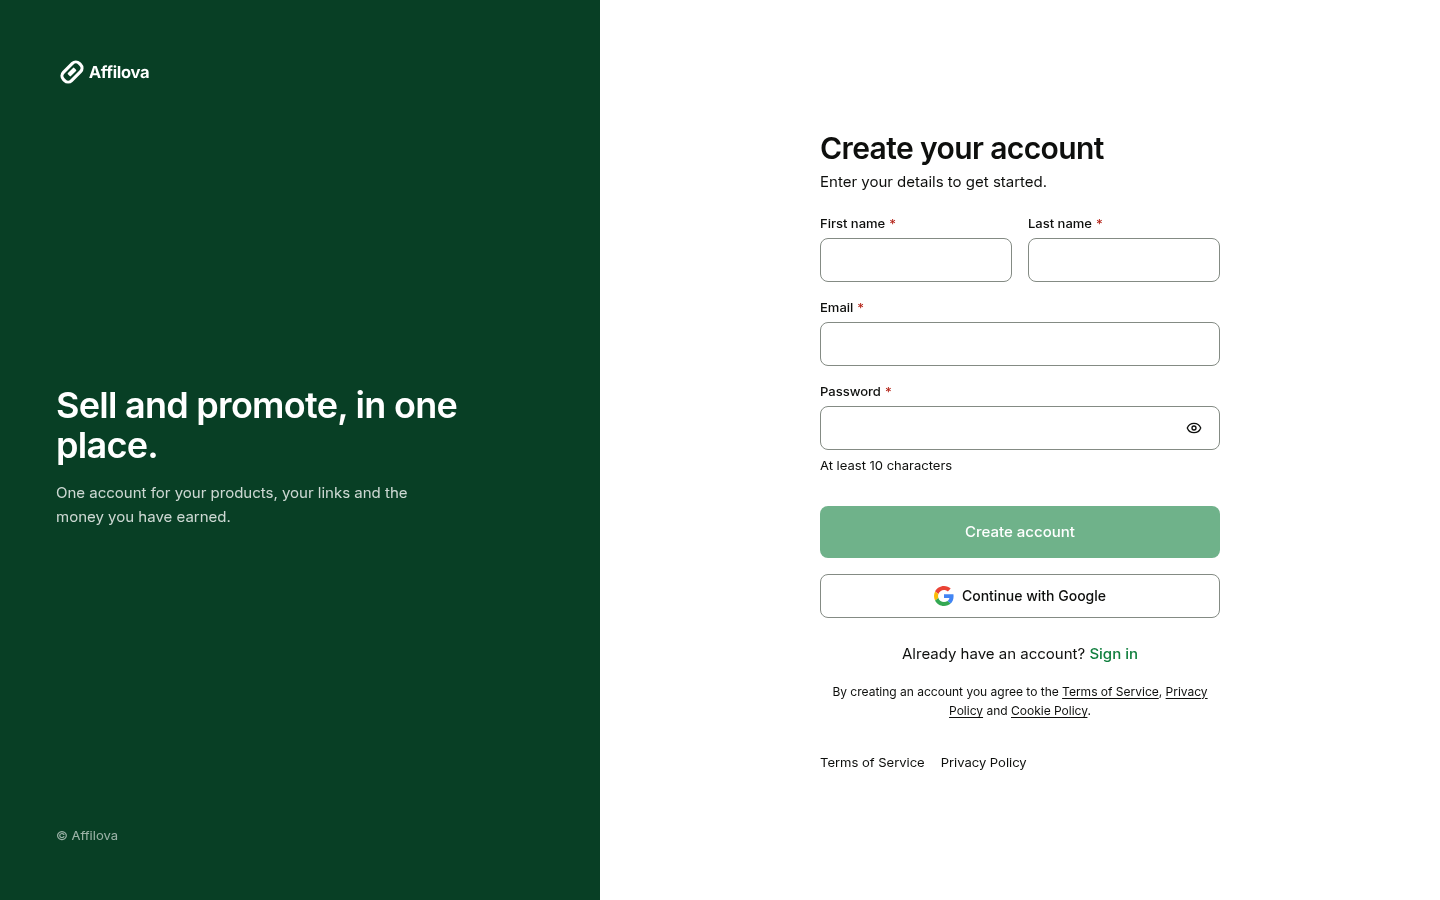 Affilova
Sell and promote, in one
place.
One account for your products, your links and the
money you have earned.
© Affilova
Create your account
Enter your details to get started.
First name *
Last name *
Email *
Password *
At least 10 characters
Create account
Continue with Google
Already have an account? Sign in
By creating an account you agree to the Terms of Service, Privacy
Policy and Cookie Policy.
Terms of Service
Privacy Policy